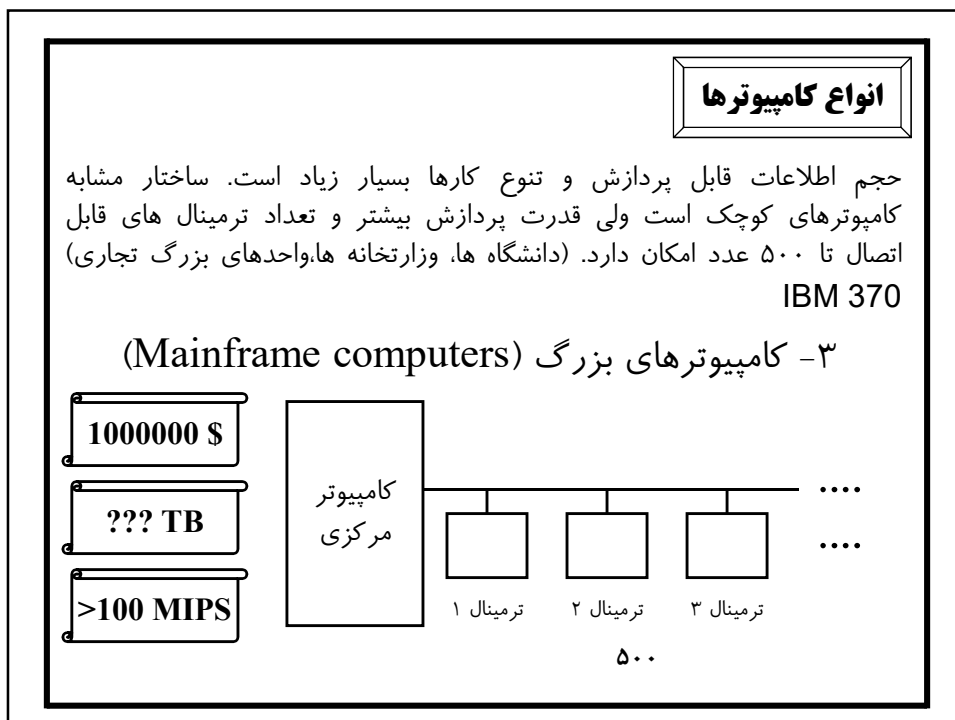 انواع کامپیوترها
حجم اطلاعات قابل پردازش و تنوع کارها بسیار زیاد است. ساختار مشابه
کامپوترهای کوچک است ولی قدرت پردازش بیشتر و تعداد ترمینال های قابل
اتصال تا ۵۰۰ عدد امکان دارد. (دانشگاه ها، وزارتخانه ها،واحدهای بزرگ تجاری)
IBM 370
۳- کامپیوترهای بزرگ (Mainframe computers)
1000000 $
??? TB
>100 MIPS
کامپیوتر
مرکزی
....
....
ترمینال ۱
ترمینال ۲
ترمینال ۳
۵۰۰